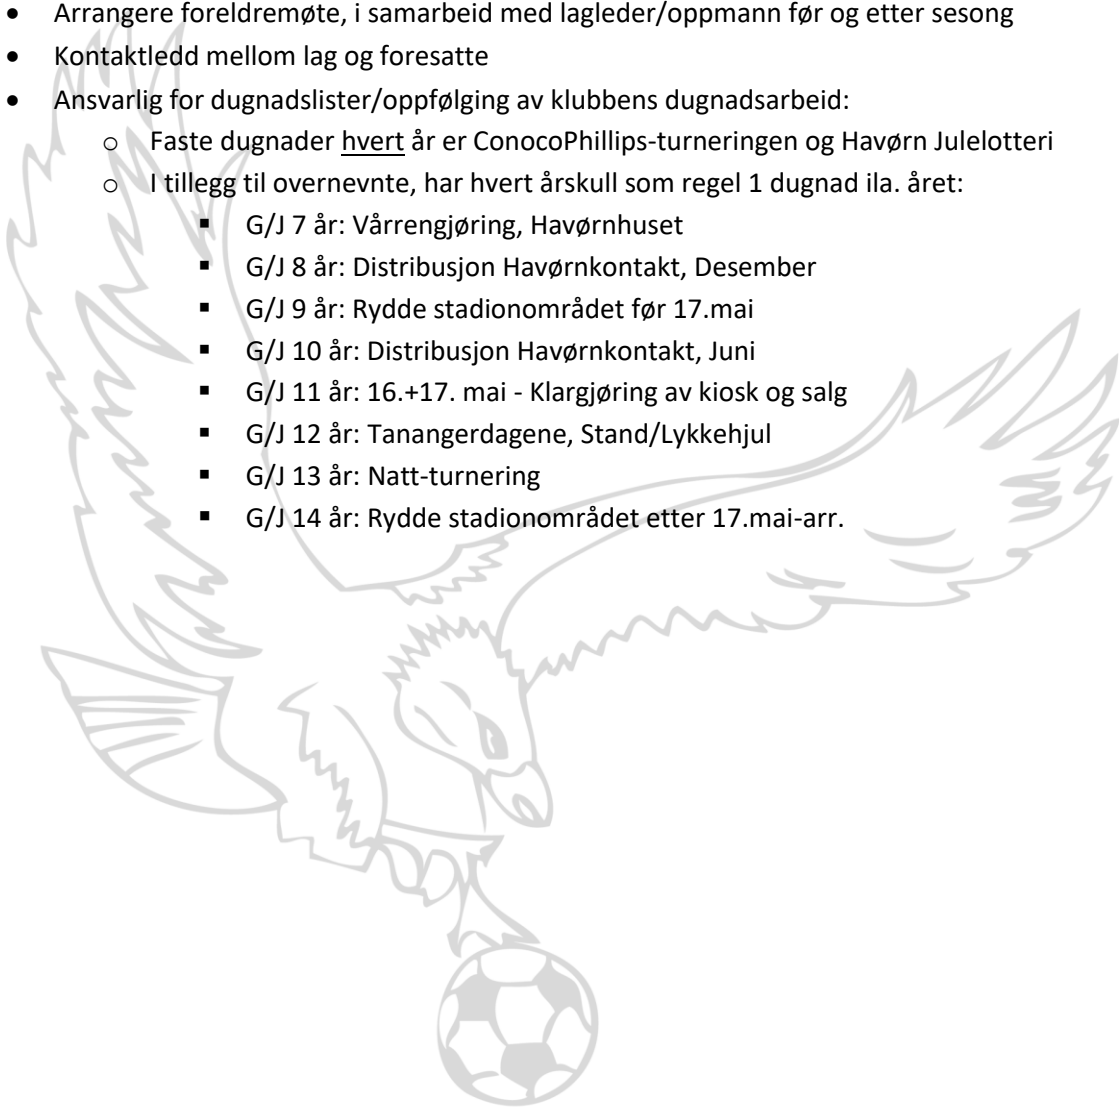 • Arrangere foreldremøte, i samarbeid med lagleder/oppmann før og etter sesong
• Kontaktledd mellom lag og foresatte
• Ansvarlig for dugnadslister/oppfølging av klubbens dugnadsarbeid:
o Faste dugnader hvert år er ConocoPhillips-turneringen og Havørn Julelotteri
o I tillegg til overnevnte, har hvert årskull som regel 1 dugnad ila. året:
▪ G/J 7 år: Vårrengjøring, Havørnhuset
▪ G/J 8 år: Distribusjon Havørnkontakt, Desember
▪ G/J 9 år: Rydde stadionområdet før 17.mai
▪ G/J 10 år: Distribusjon Havørnkontakt, Juni
▪ G/J 11 år: 16.+17. mai - Klargjøring av kiosk og salg
▪ G/J 12 år: Tanangerdagene, Stand/Lykkehjul
▪ G/J 13 år: Natt-turnering
▪ G/J 14 år: Rydde stadionområdet etter 17.mai-arr.